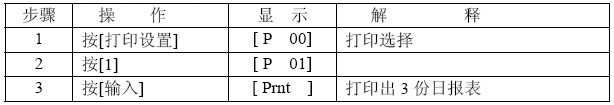 步骤 操 作 显 示 解 释
1 按[打印设置] [ P 00] 打印选择
2 按[1] [ P 01]
3 按[输入] [ Prnt ] 打印出 3 份日报表